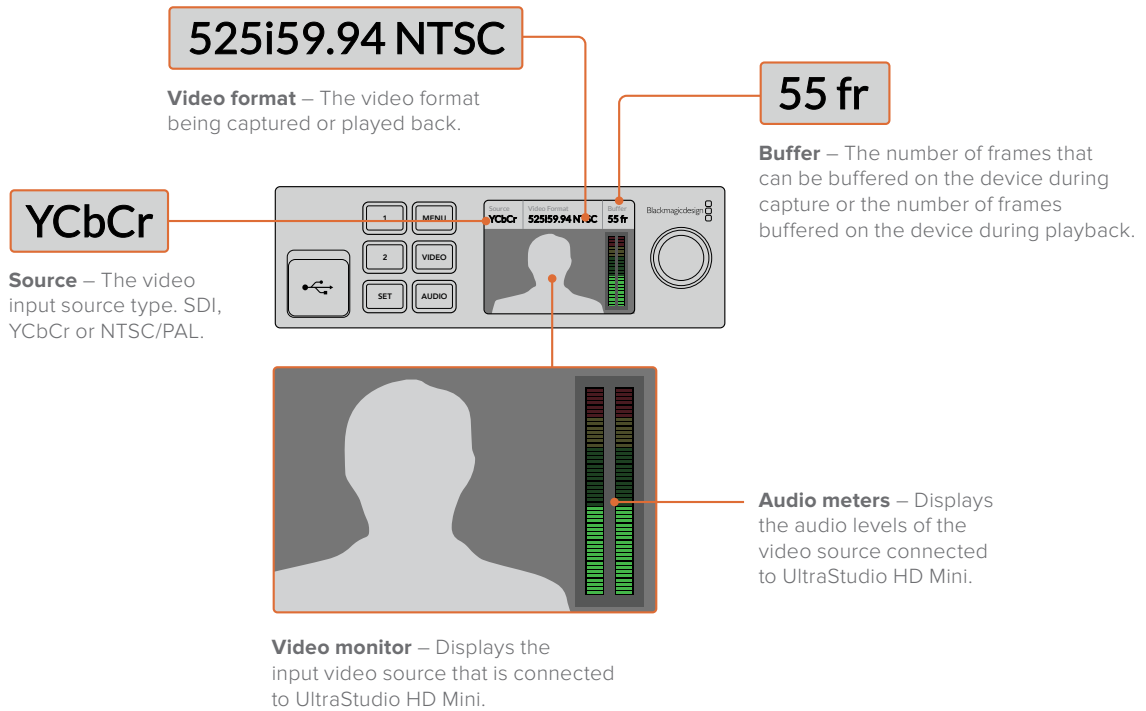 525i59.94 NTSC
Video format – The video format
being captured or played back.
55 fr
Buffer – The number of frames that
can be buffered on the device during
capture or the number of frames
buffered on the device during playback.
YCbCr
Source – The video
input source type. SDI,
YCbCr or NTSC/PAL.
1
MENU
2
VIDEO
SET
AUDIO
Source
Video Format
Buffer
YCbCr
525i59.94 NTSC
55 fr
Blackmagicdesign
Audio meters – Displays
the audio levels of the
video source connected
to UltraStudio HD Mini.
Video monitor – Displays the
input video source that is connected
to UltraStudio HD Mini.